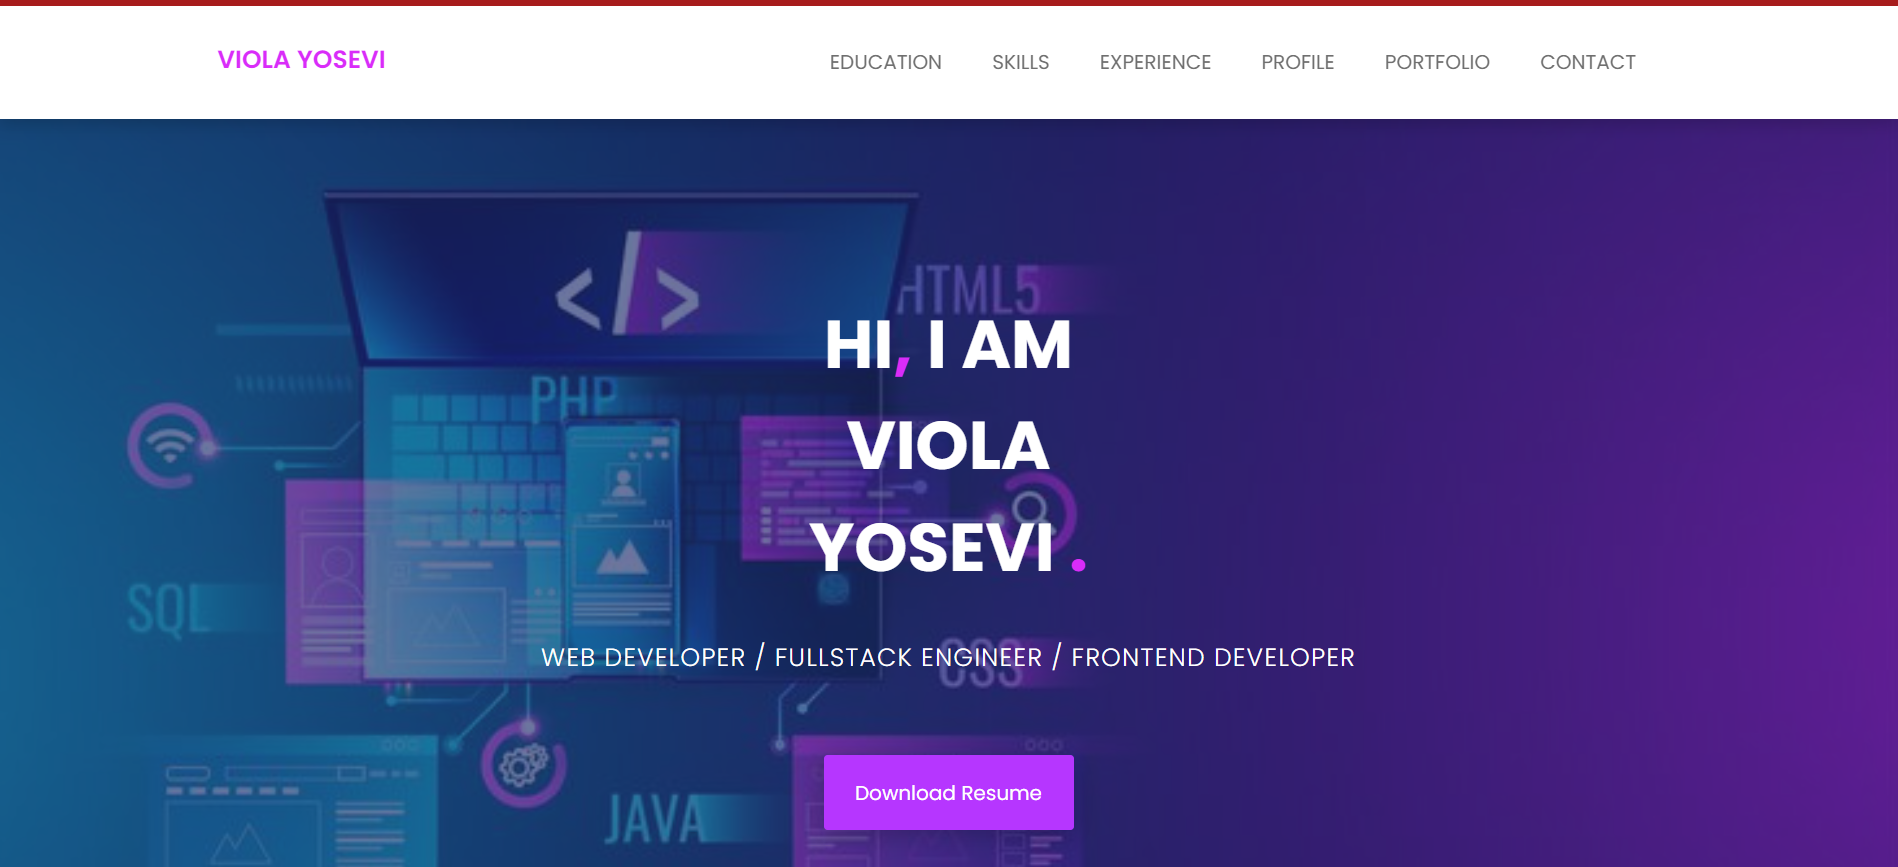 VIOLA YOSEVI
EDUCATION SKILLS EXPERIENCE PROFILE PORTFOLIO CONTACT
</>
HTML5
HI, I AM
PHP
VIOLA
YOSEVI .
SQL
WEB DEVELOPER / FULLSTACK ENGINEER / FRONTEND DEVELOPER
CSS
Download Resume
JAVA